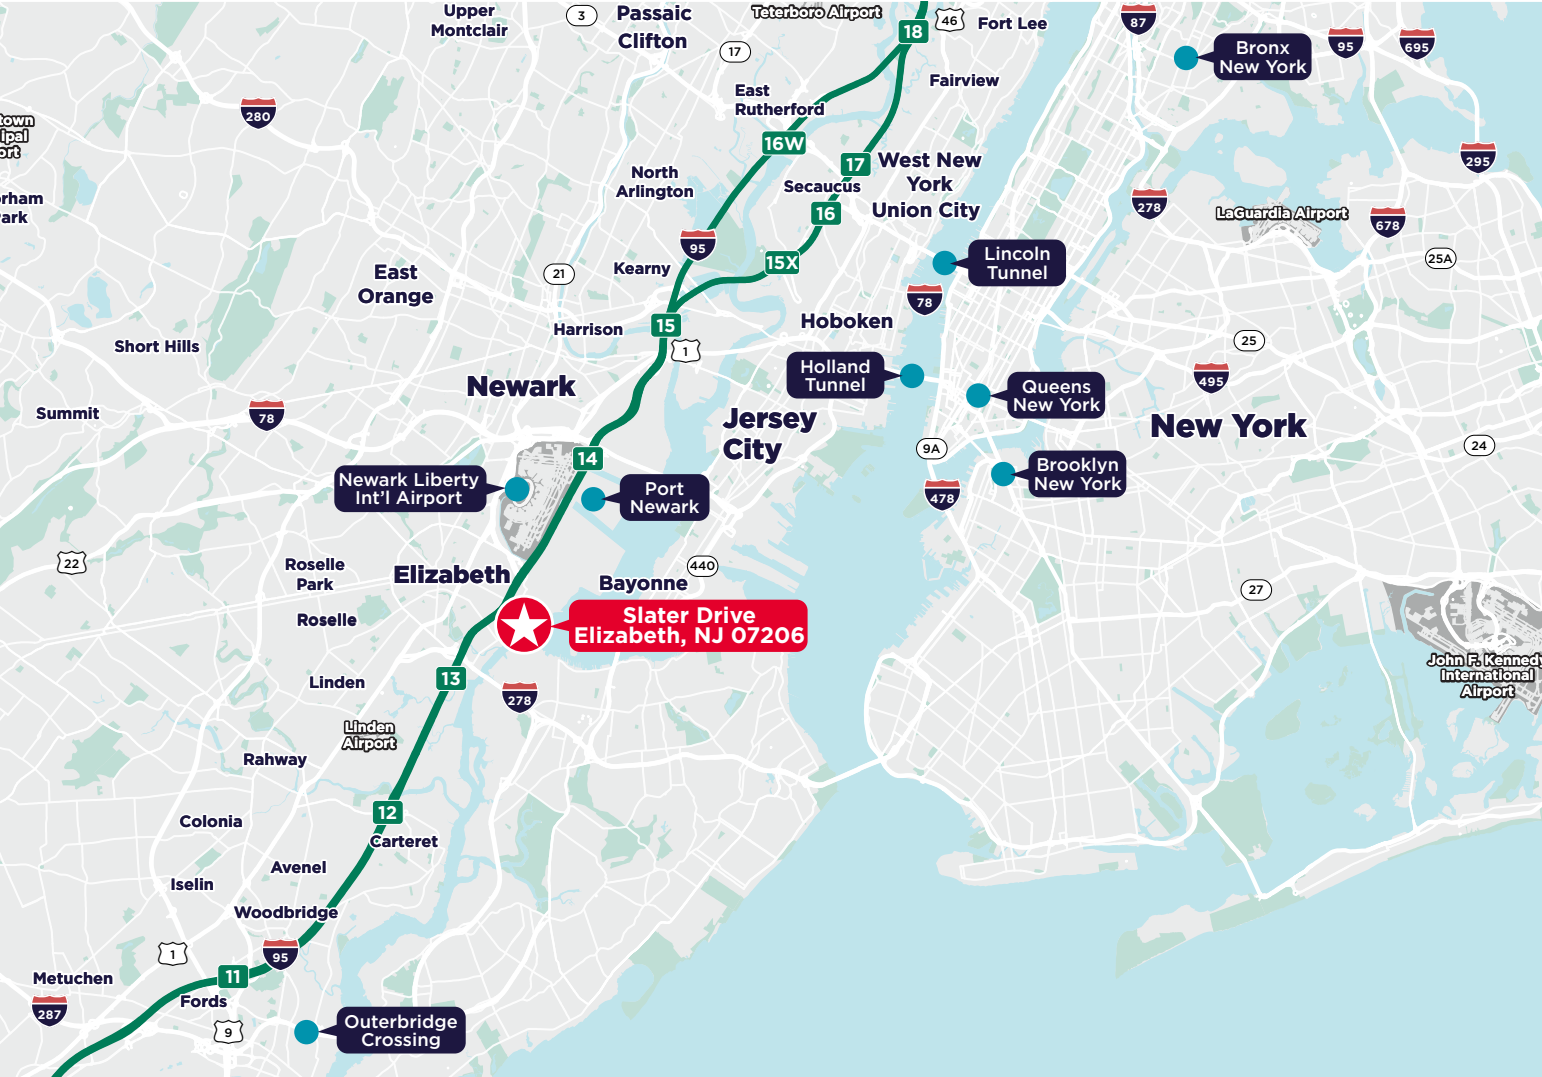 Upper
Montclair
3
Passaic
Clifton
Teterboro Airport
18
46
Fort Lee
87
Bronx
New York
95
695
17
Fairview
East
Rutherford
280
town
ipal
ort
16W
17
West New
York
Union City
295
North
Arlington
Secaucus
16
rham
ark
278
LaGuardia Airport
678
95
Lincoln
Tunnel
25A
East
Orange
21
Kearny
15X
78
Harrison
15
Hoboken
1
Short Hills
25
Holland
Tunnel
Queens
New York
495
Newark
Summit
78
Jersey
City
New York
9A
24
14
Newark Liberty
Int'l Airport
Port
Newark
Brooklyn
New York
478
22
Roselle
Park
Elizabeth
Bayonne
440
27
Roselle
Slater Drive
Elizabeth, NJ 07206
John F. Kennedy
International
Airport
13
Linden
278
Linden
Airport
Rahway
12
Colonia
Carteret
Avenel
Iselin
Woodbridge
1
95
11
Metuchen
Fords
287
9
Outerbridge
Crossing